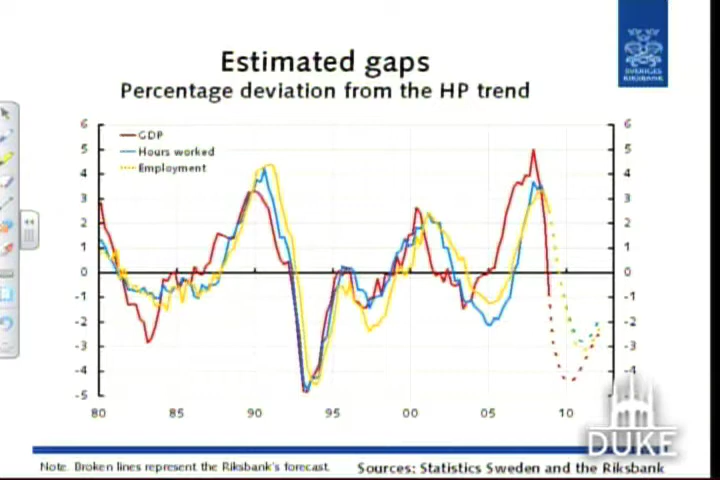 Estimated gaps
SVERIGES
RIKSBANK
Percentage deviation from the HP trend
6 6
GDP
5 5
Hours worked
4 4
Employment
3 3
2 2
1 1
0 0
-1 -1
-2 -2
-3 -3
-4 -4
-5
80 85 90 95 00 05 10
DUKE
Note. Broken lines represent the Riksbank's forecast.
Sources: Statistics Sweden and the Riksbank